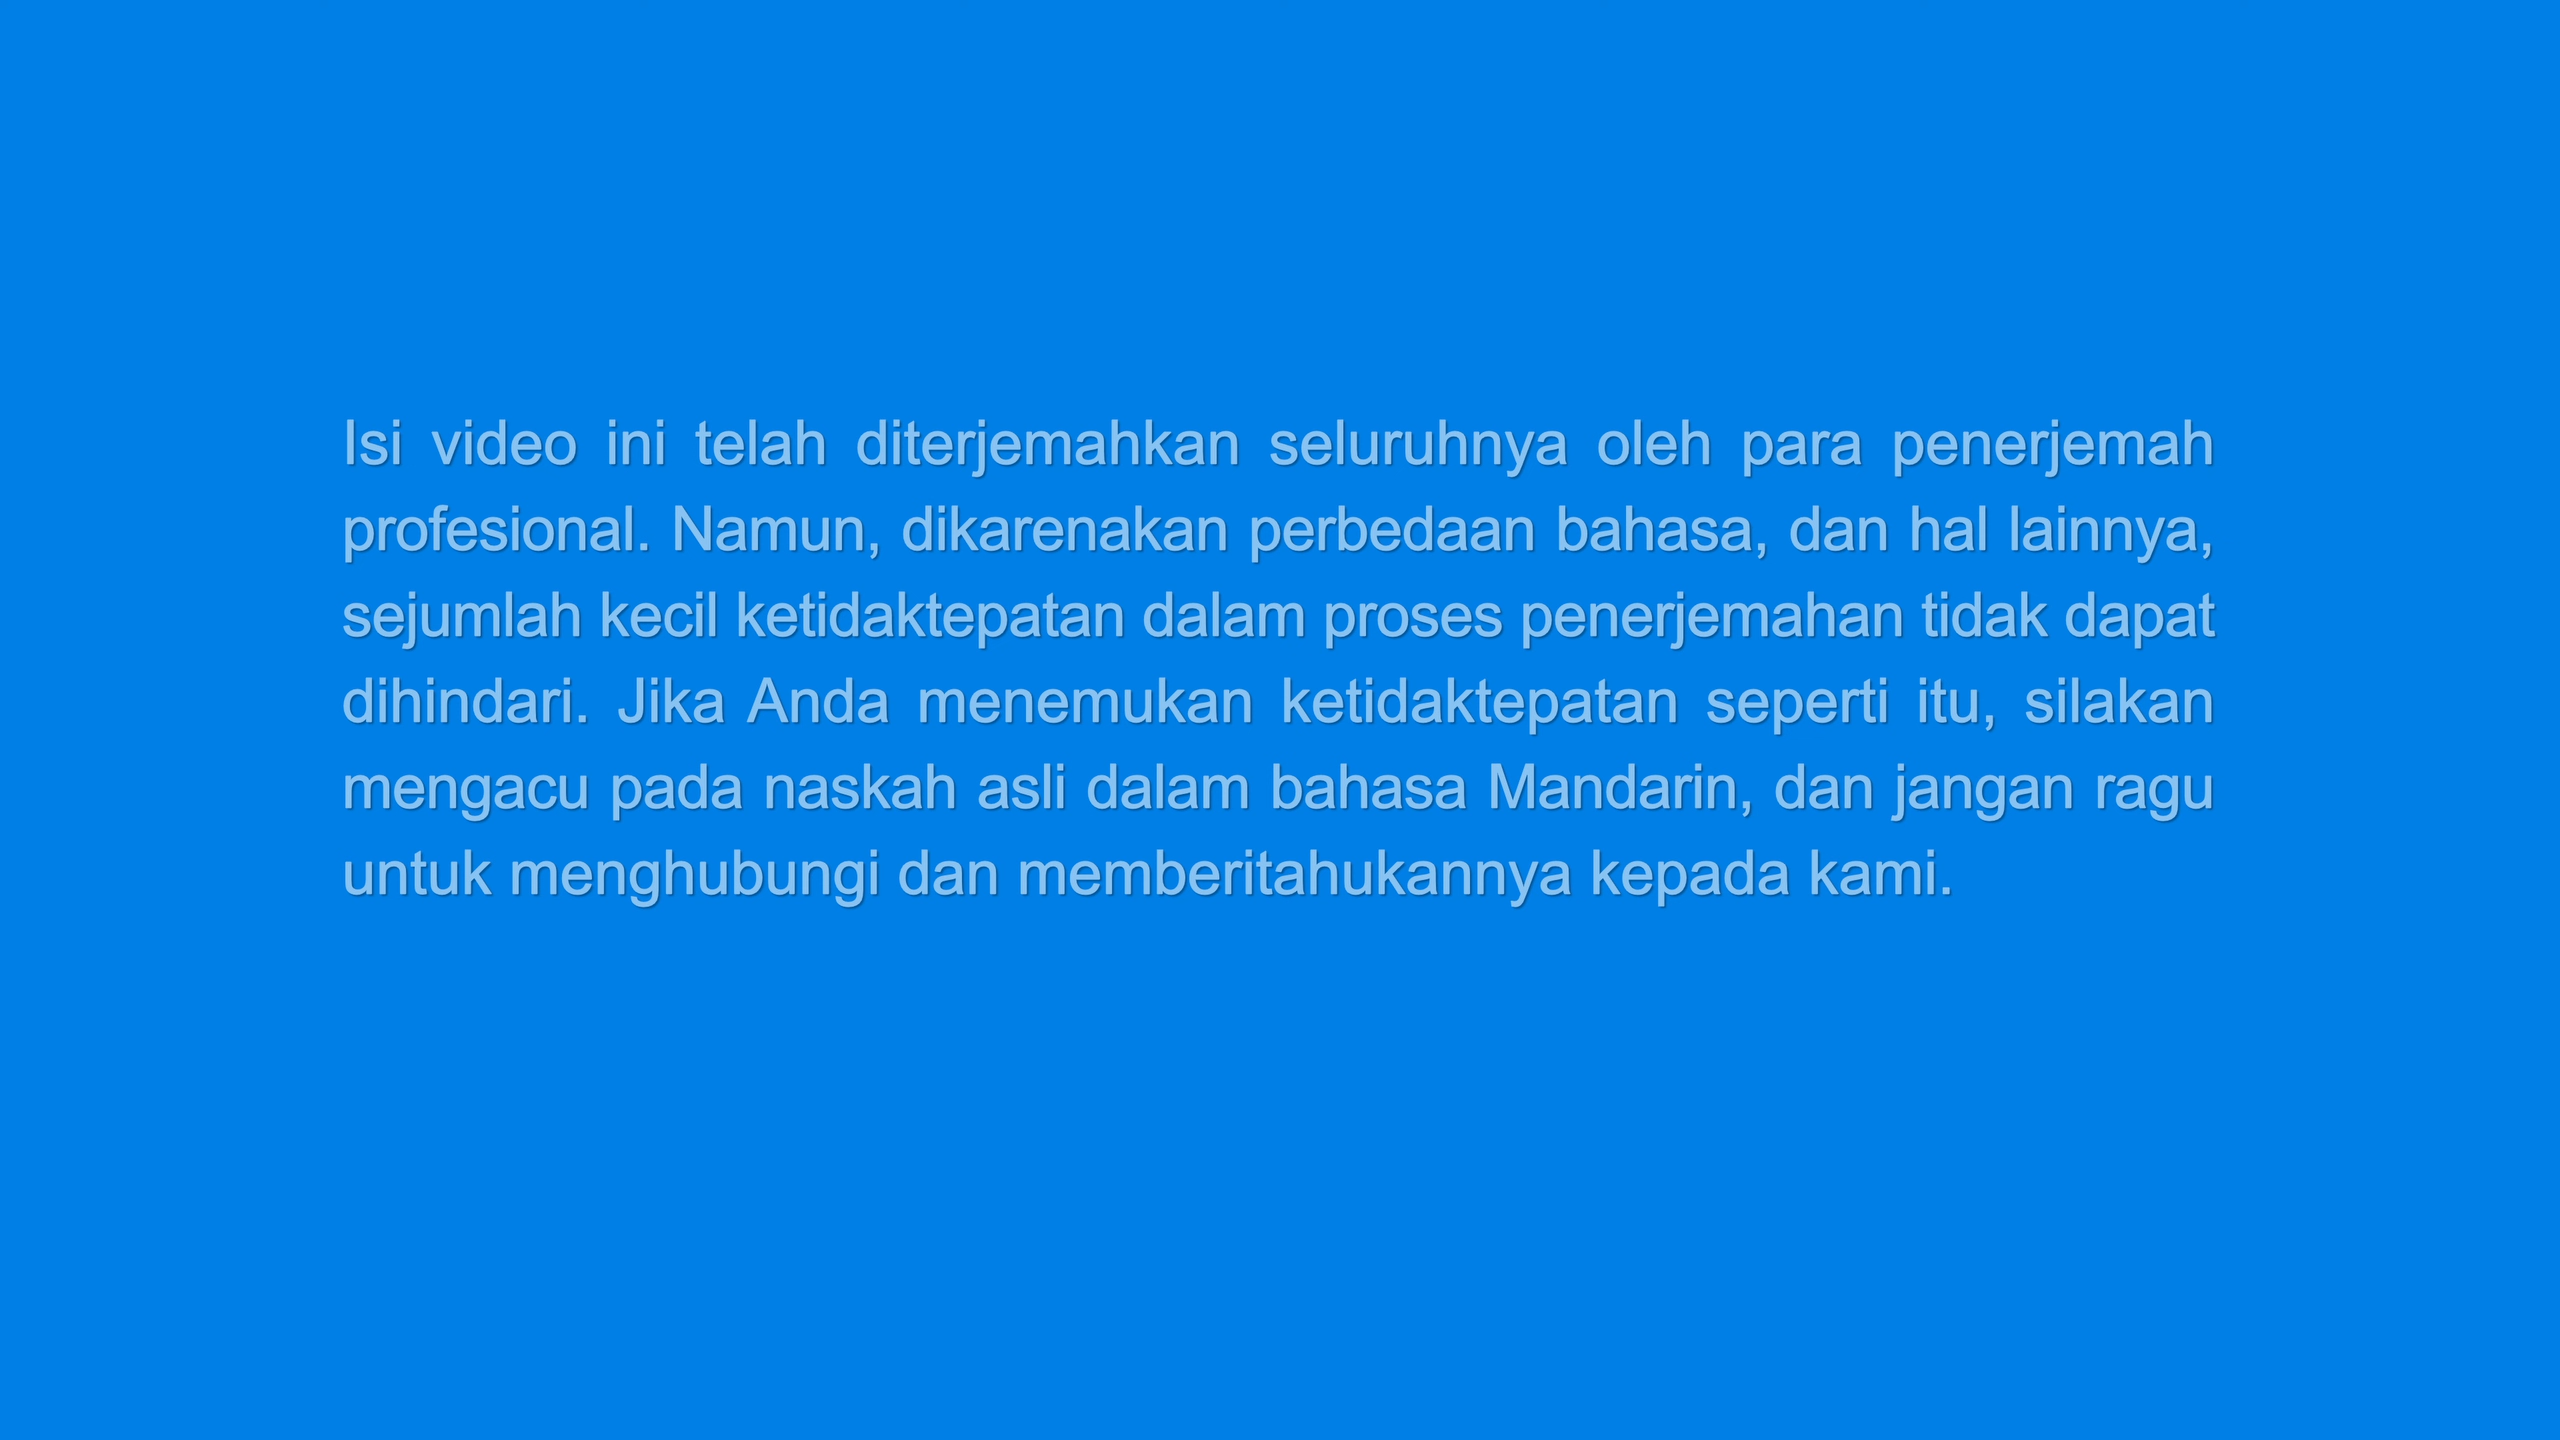 Isi video ini telah diterjemahkan seluruhnya oleh para penerjemah
profesional. Namun, dikarenakan perbedaan bahasa, dan hal lainnya,
sejumlah kecil ketidaktepatan dalam proses penerjemahan tidak dapat
dihindari. Jika Anda menemukan ketidaktepatan seperti itu, silakan
mengacu pada naskah asli dalam bahasa Mandarin, dan jangan ragu
untuk menghubungi dan memberitahukannya kepada kami.